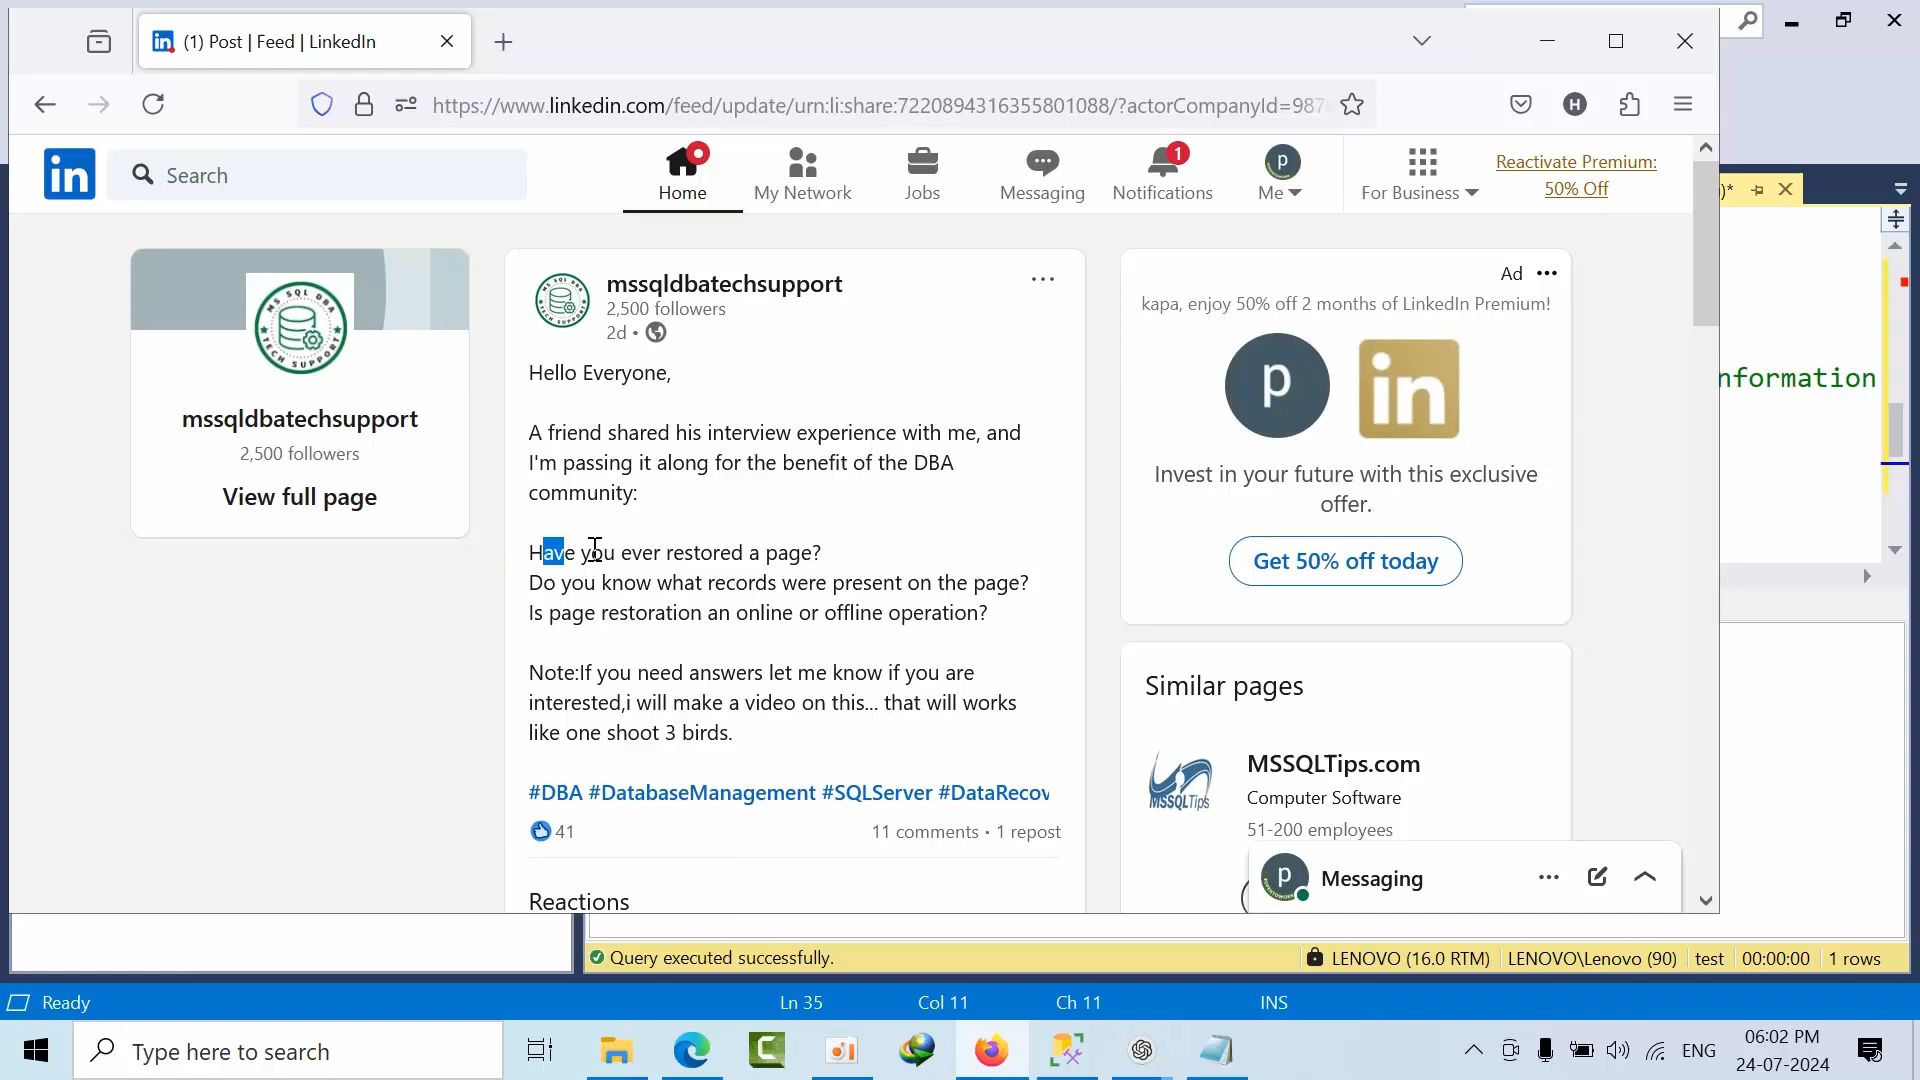 (1) Post | Feed | LinkedIn
https://www.linkedin.com/feed/update/urn:li:share:7220894316355801088/?actorCompanyId=987
H
in
Search
Home
My Network
Jobs
Messaging
1
Notifications
Me
For Business
Reactivate Premium:
50% Off
)*
MS SQL DBA
TECH SUPPORT
mssqldbatechsupport
2,500 followers
View full page
mssqldbatechsupport
2,500 followers
2d •
Hello Everyone,
A friend shared his interview experience with me, and
I'm passing it along for the benefit of the DBA
community:
Have you ever restored a page?
Do you know what records were present on the page?
Is page restoration an online or offline operation?
Note:If you need answers let me know if you are
interested,i will make a video on this... that will works
like one shoot 3 birds.
#DBA #DatabaseManagement #SQLServer #DataRecov
41
11 comments • 1 repost
Reactions
Ad
kapa, enjoy 50% off 2 months of LinkedIn Premium!
p
in
Invest in your future with this exclusive
offer.
Get 50% off today
Similar pages
MSSQLTips
MSSQLTips.com
Computer Software
51-200 employees
p
Messaging
nformation
Query executed successfully.
LENOVO (16.0 RTM)
LENOVO\Lenovo (90)
test
00:00:00
1 rows
Ready
Ln 35
Col 11
Ch 11
INS
Type here to search
ENG
06:02 PM
24-07-2024